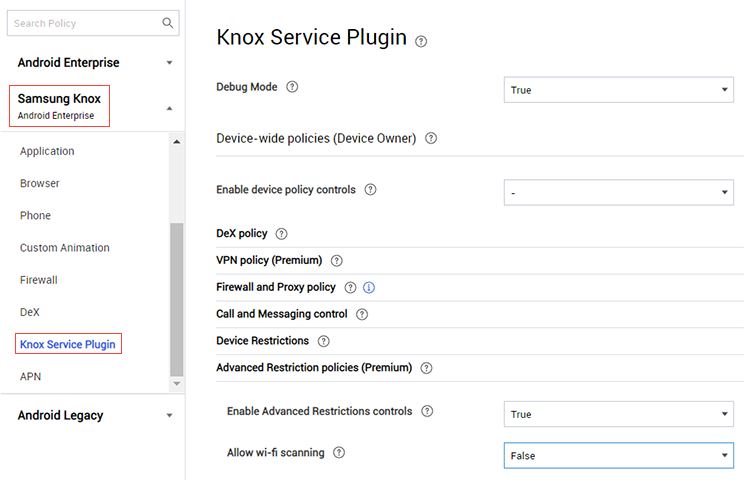 Search Policy
Android Enterprise
Samsung Knox
Android Enterprise
Application
Browser
Phone
Custom Animation
Firewall
DeX
Knox Service Plugin
APN
Android Legacy
Knox Service Plugin ?
Debug Mode ? True
Device-wide policies (Device Owner) ?
Enable device policy controls ? -
DeX policy ?
VPN policy (Premium) ?
Firewall and Proxy policy ? i
Call and Messaging control ?
Device Restrictions ?
Advanced Restriction policies (Premium) ?
Enable Advanced Restrictions controls ? True
Allow wi-fi scanning ? False